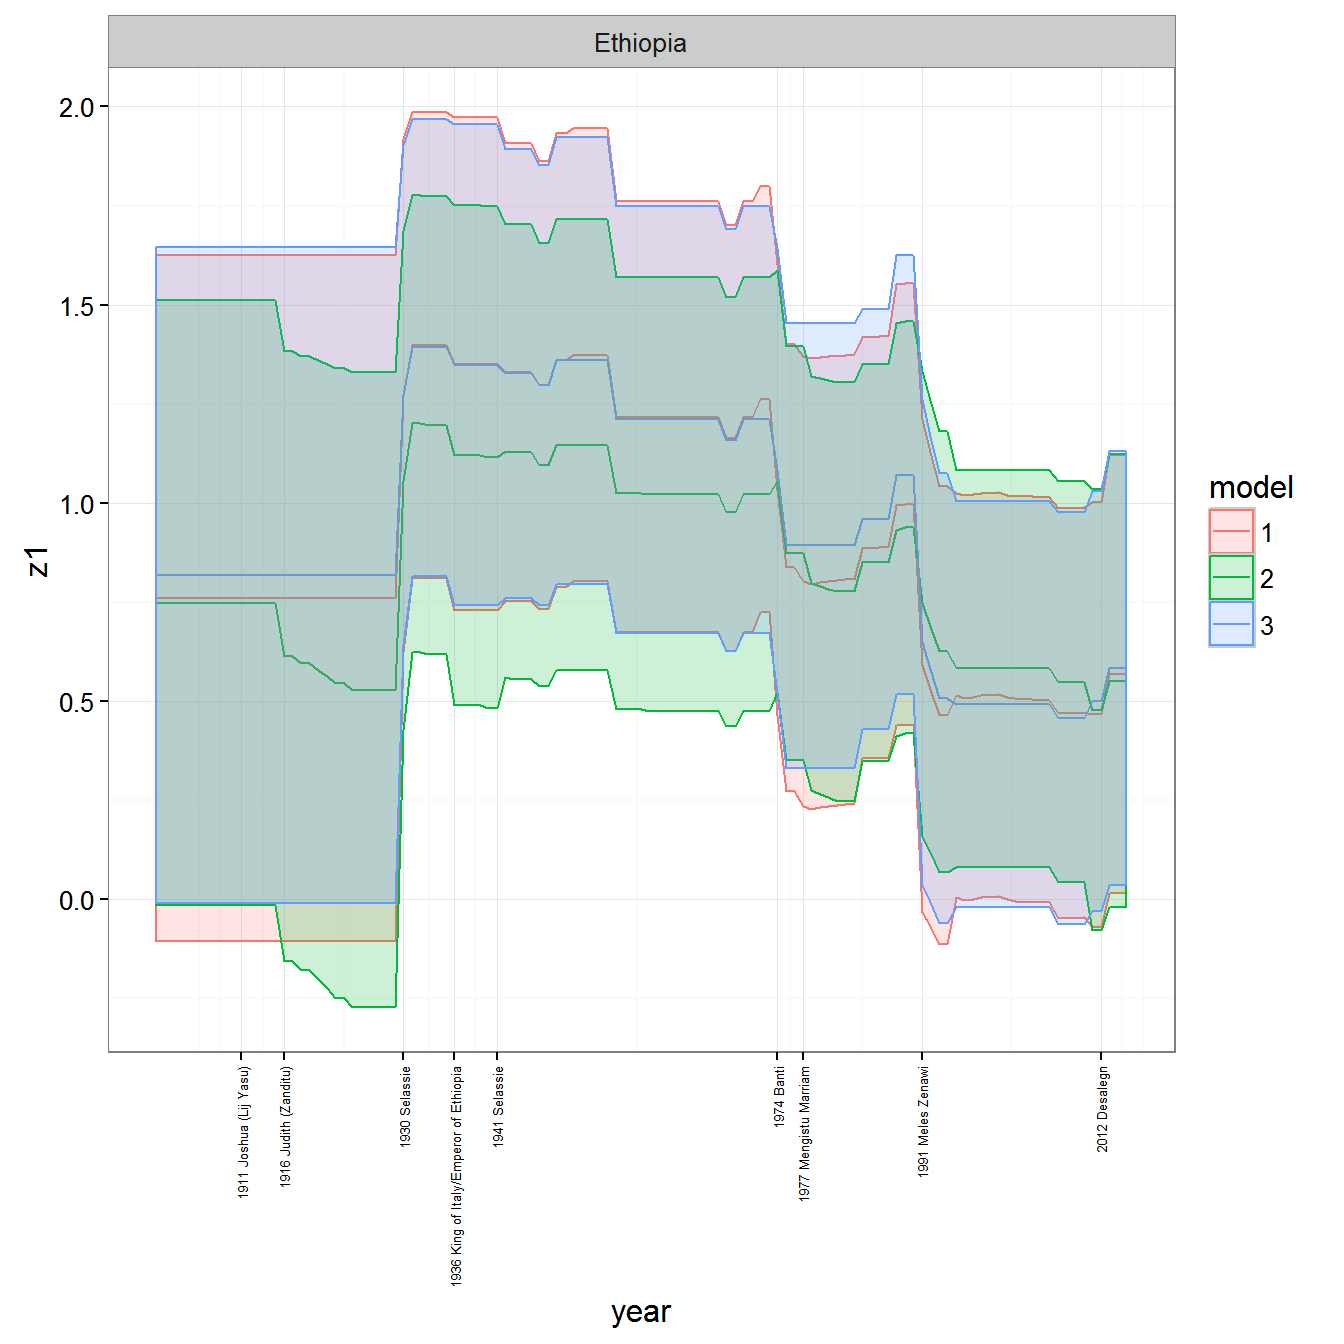 Ethiopia
2.0
1.5
1.0
0.5
0.0
z1
1911 Joshua (Lij Yasu)
1916 Judith (Zanditu)
1930 Selassie
1936 King of Italy/Emperor of Ethiopia
1941 Selassie
1974 Banti
1977 Mengistu Marriam
1991 Meles Zenawi
2012 Desalegn
year
model
1
2
3